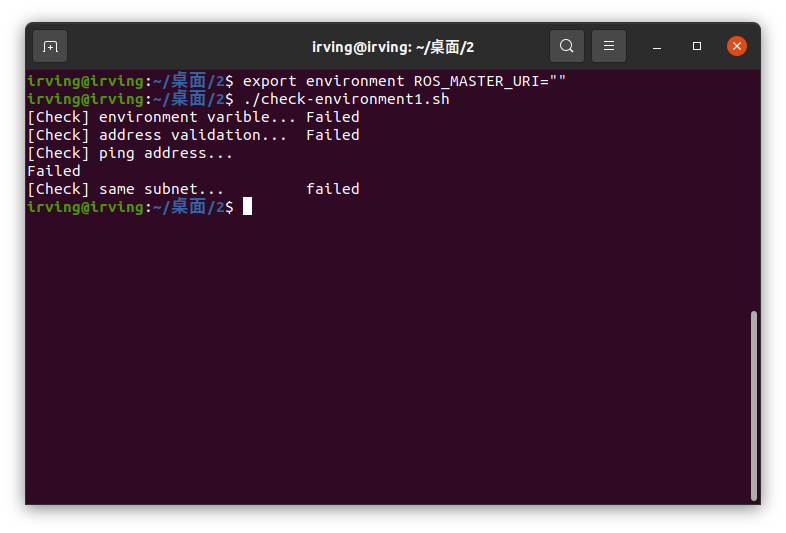 irving@irving: ~/桌面/2
irving@irving:~/桌面/2$ export environment ROS_MASTER_URI=""
irving@irving:~/桌面/2$ ./check-environment1.sh
[Check] environment varible... Failed
[Check] address validation...  Failed
[Check] ping address...
Failed
[Check] same subnet...         failed
irving@irving:~/桌面/2$